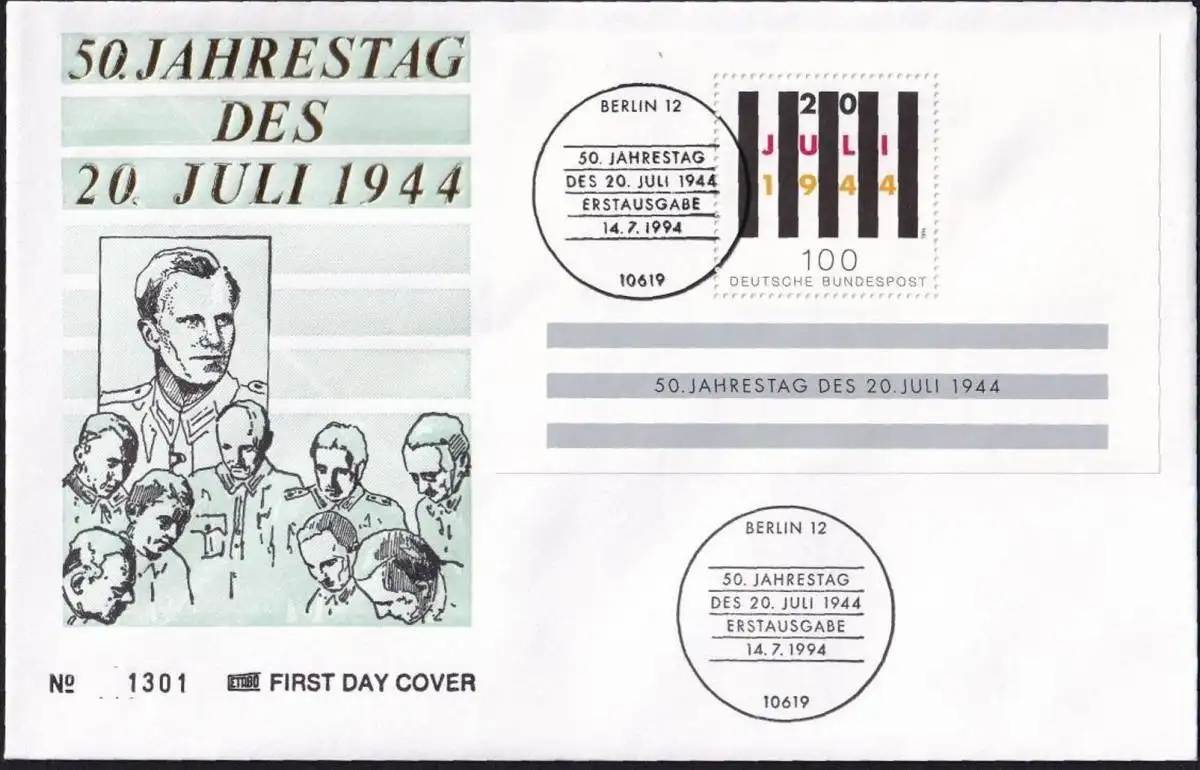 50. JAHRESTAG
DES
20. JULI 1944
Nº 1301 ETABO FIRST DAY COVER
BERLIN 12
50. JAHRESTAG
DES 20. JULI 1944
ERSTAUSGABE
14.7.1994
10619
20
JULI
1944
100
DEUTSCHE BUNDESPOST
50. JAHRESTAG DES 20. JULI 1944
BERLIN 12
50. JAHRESTAG
DES 20. JULI 1944
ERSTAUSGABE
14.7.1994
10619